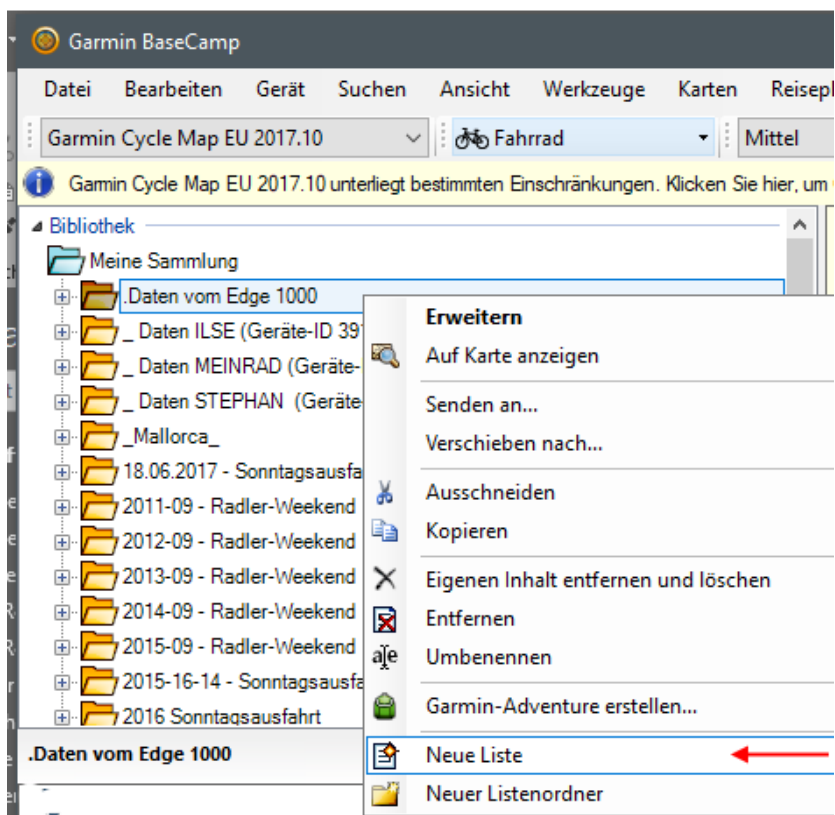 Garmin BaseCamp
Datei Bearbeiten Gerät Suchen Ansicht Werkzeuge Karten
Garmin Cycle Map EU 2017.10 Fahrrad Mittel
Garmin Cycle Map EU 2017.10 unterliegt bestimmten Einschränkungen. Klicken Sie hier, um
Bibliothek
Meine Sammlung
.Daten vom Edge 1000
_ Daten ILSE (Geräte-ID
_ Daten MEINRAD (Geräte-
_ Daten STEPHAN (Geräte
_Mallorca_
18.06.2017 - Sonntagsausfa
2011-09 - Radler-Weekend
2012-09 - Radler-Weekend
2013-09 - Radler-Weekend
2014-09 - Radler-Weekend
2015-09 - Radler-Weekend
2015-16-14 - Sonntagsausfa
2016 Sonntagsausfahrt
.Daten vom Edge 1000
Erweitern
Auf Karte anzeigen
Senden an...
Verschieben nach...
Ausschneiden
Kopieren
Eigenen Inhalt entfernen und löschen
Entfernen
Umbenennen
Garmin-Adventure erstellen...
Neue Liste
Neuer Listenordner